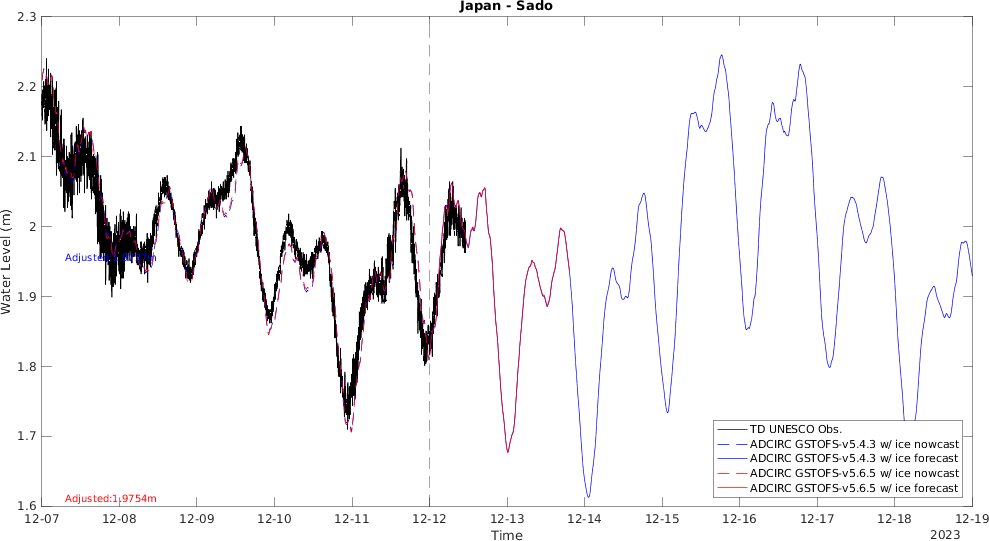 Japan - Sado
2.3
2.2
2.1
2
1.9
1.8
1.7
1.6
Water Level (m)
Adjusted:
Adjusted:1.9754m
TD UNESCO Obs.
ADCIRC GSTOFS-v5.4.3 w/ ice nowcast
ADCIRC GSTOFS-v5.4.3 w/ ice forecast
ADCIRC GSTOFS-v5.6.5 w/ ice nowcast
ADCIRC GSTOFS-v5.6.5 w/ ice forecast
12-07 12-08 12-09 12-10 12-11 12-12 12-13 12-14 12-15 12-16 12-17 12-18 12-19
Time
2023